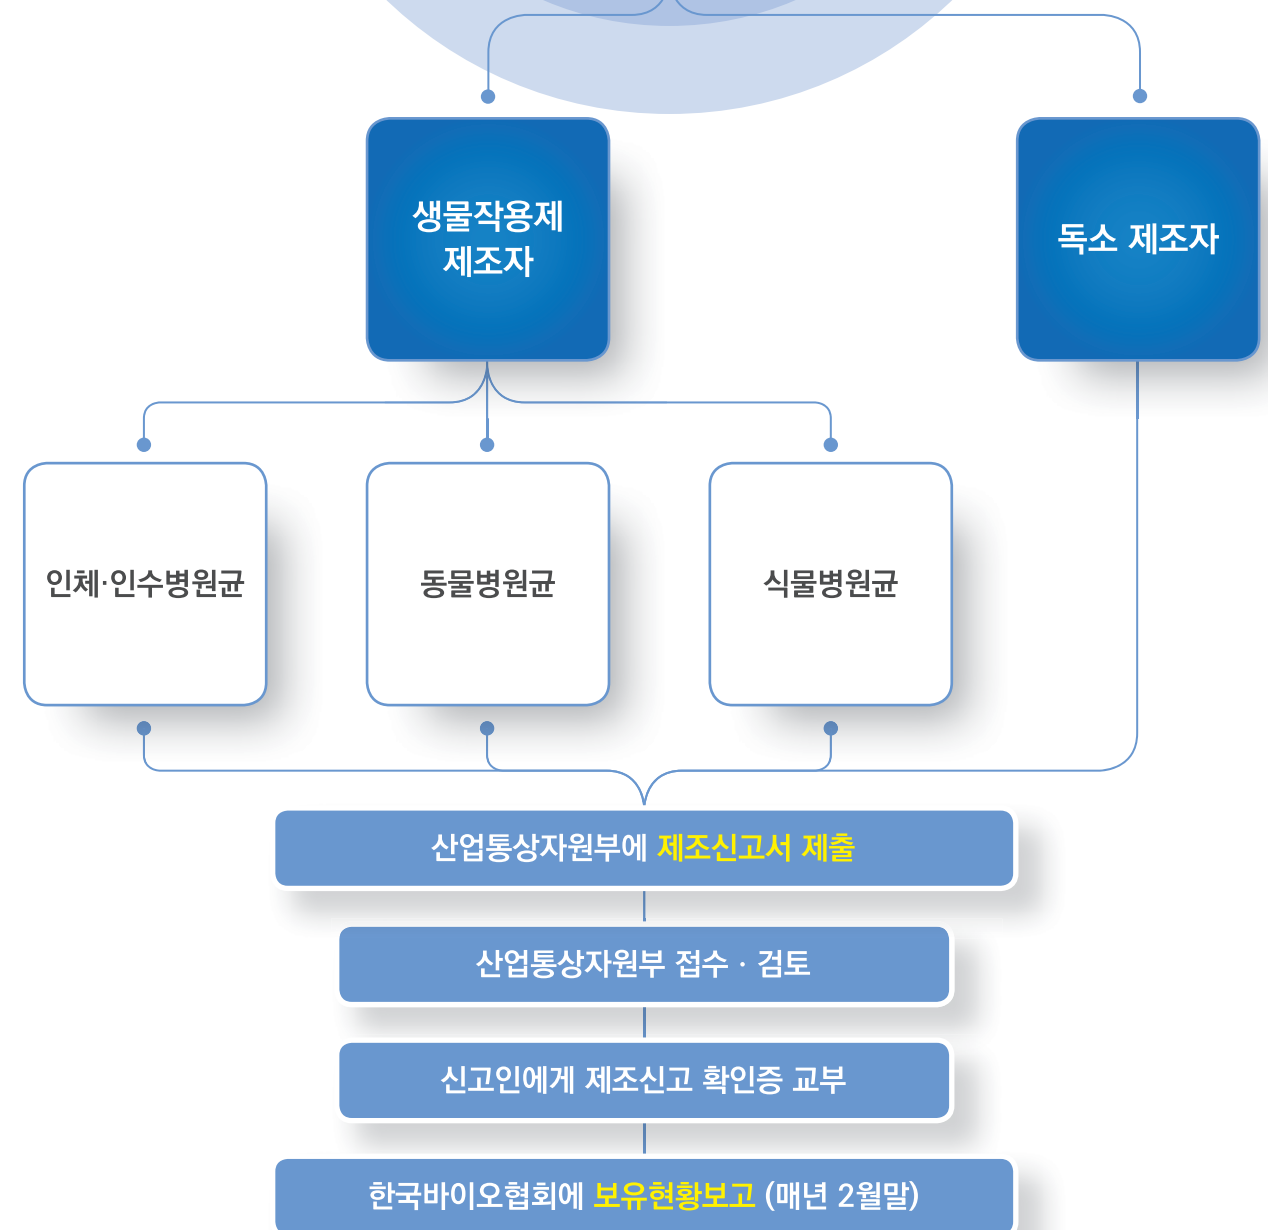 생물작용제
제조자
독소 제조자
인체·인수병원균
동물병원균
식물병원균
산업통상자원부에 제조신고서 제출
산업통상자원부 접수 · 검토
신고인에게 제조신고 확인증 교부
한국바이오협회에 보유현황보고 (매년 2월말)